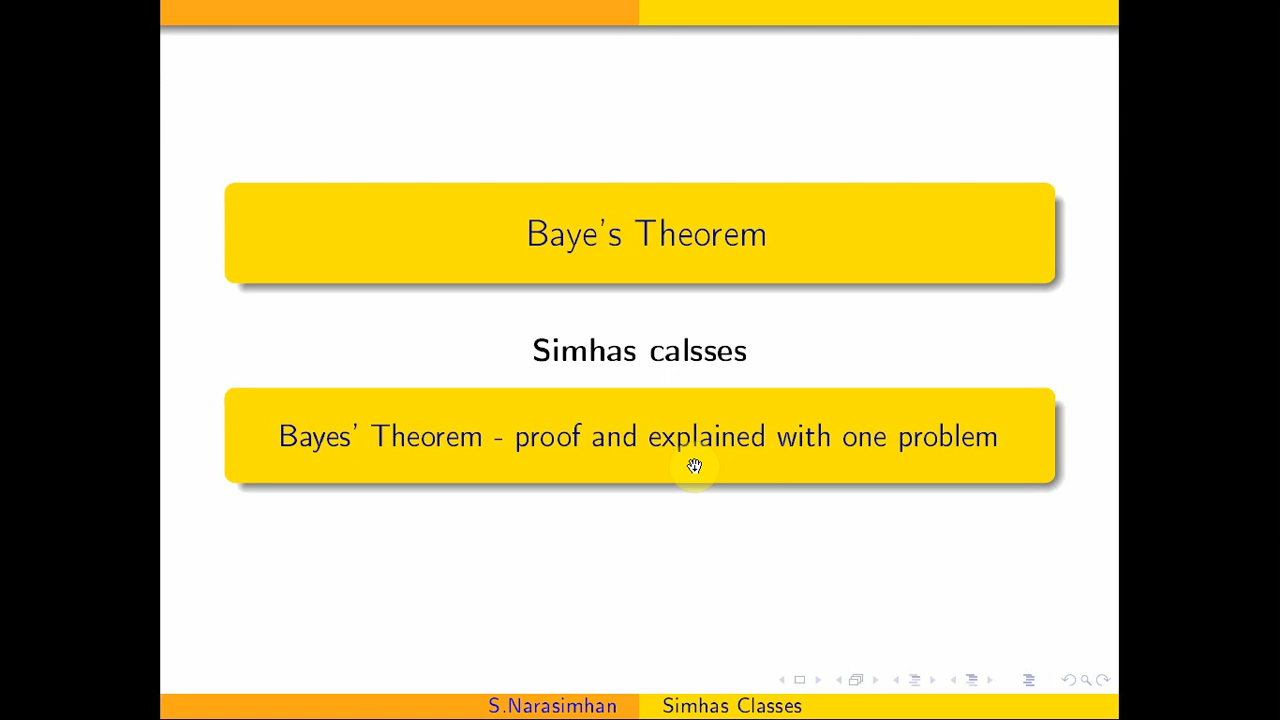 Baye's Theorem
Simhas calsses
Bayes' Theorem - proof and explained with one problem
S.Narasimhan
Simhas Classes